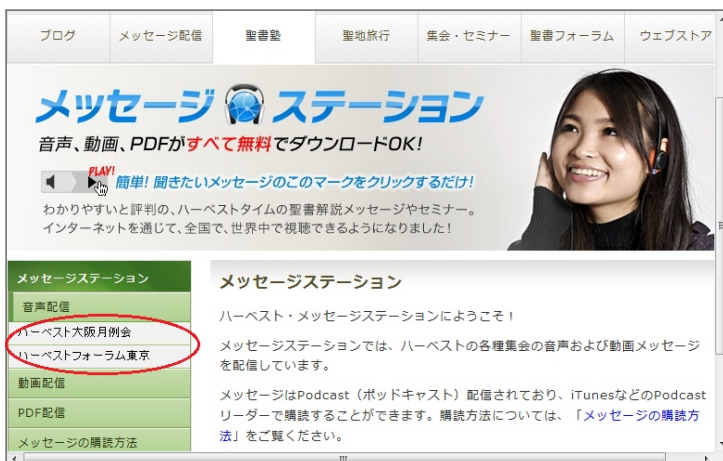 ブログ
メッセージ配信
聖書塾
聖地旅行
集会・セミナー
聖書フォーラム
ウェブストア
メッセージ ステーション
音声、動画、PDFがすべて無料でダウンロードOK!
PLAY!
簡単! 聞きたいメッセージのこのマークをクリックするだけ!
わかりやすいと評判の、ハーベストタイムの聖書解説メッセージやセミナー。
インターネットを通じて、全国で、世界中で視聴できるようになりました!
メッセージステーション
音声配信
ハーベスト大阪月例会
ハーベストフォーラム東京
動画配信
PDF配信
メッセージの購読方法
メッセージステーション
ハーベスト・メッセージステーションにようこそ!
メッセージステーションでは、ハーベストの各種集会の音声および動画メッセージ
を配信しています。
メッセージはPodcast（ポッドキャスト）配信されており、iTunesなどのPodcast
リーダーで購読することができます。購読方法については、「メッセージの購読方
法」をご覧ください。